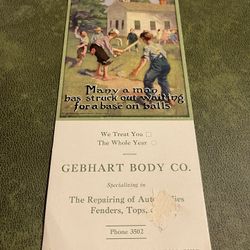 Many a man
has struck out waiting
for a base on balls
We Treat You
The Whole Year
GEBHART BODY CO.
Specializing in
The Repairing of Auto
Fenders, Tops,
Phone 3502